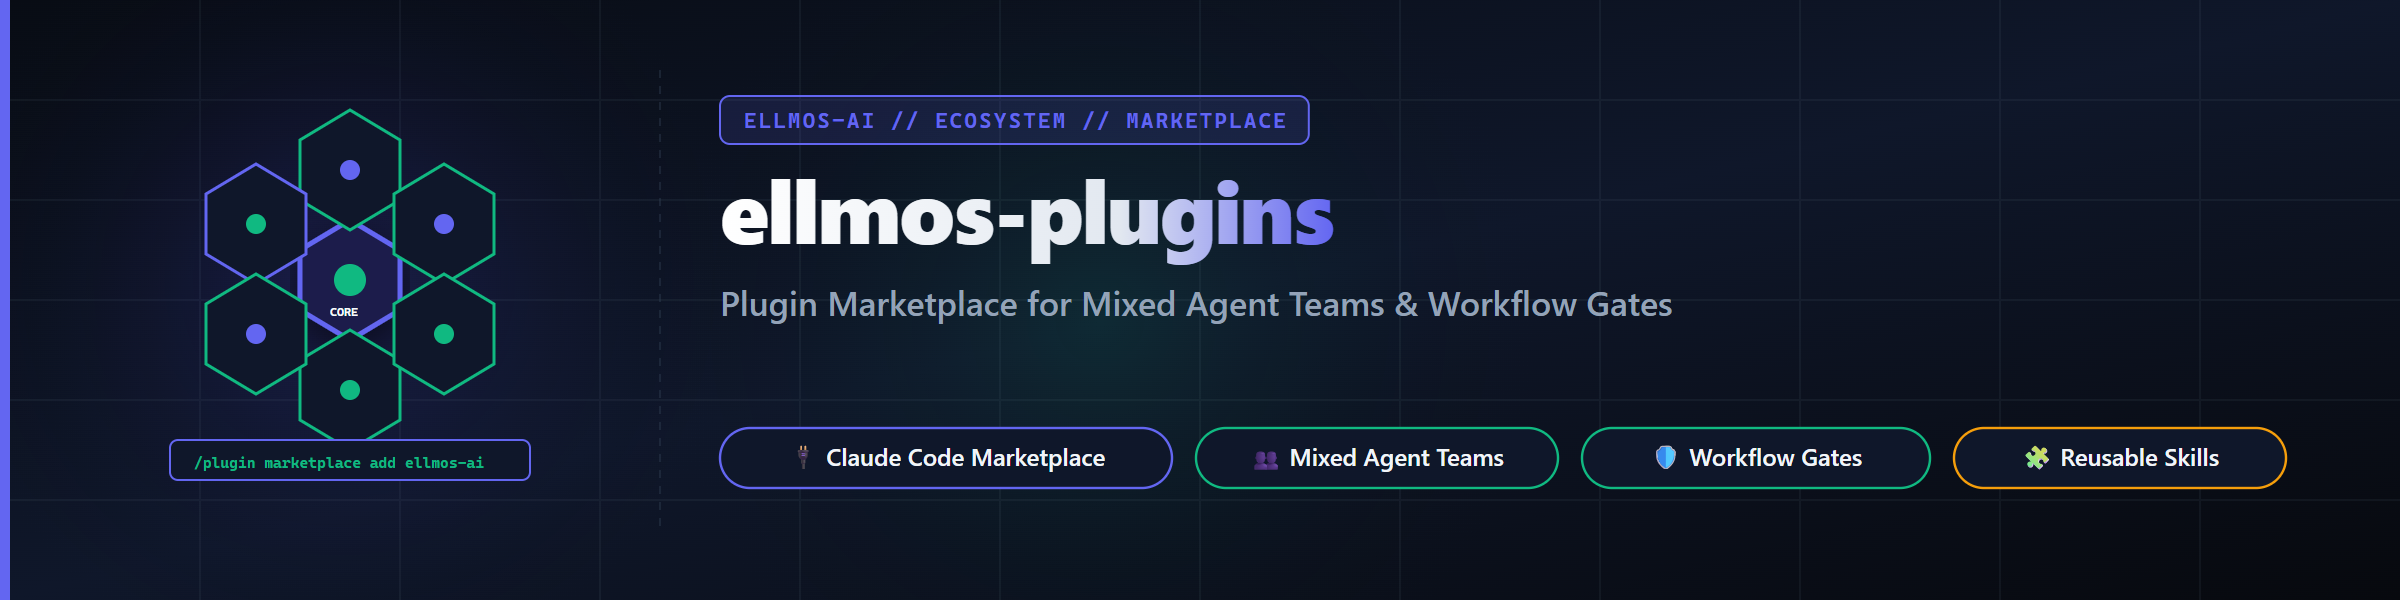 ELLMOS-AI // ECOSYSTEM // MARKETPLACE
ellmos-plugins
Plugin Marketplace for Mixed Agent Teams & Workflow Gates
CORE
/plugin marketplace add ellmos-ai
Claude Code Marketplace
Mixed Agent Teams
Workflow Gates
Reusable Skills